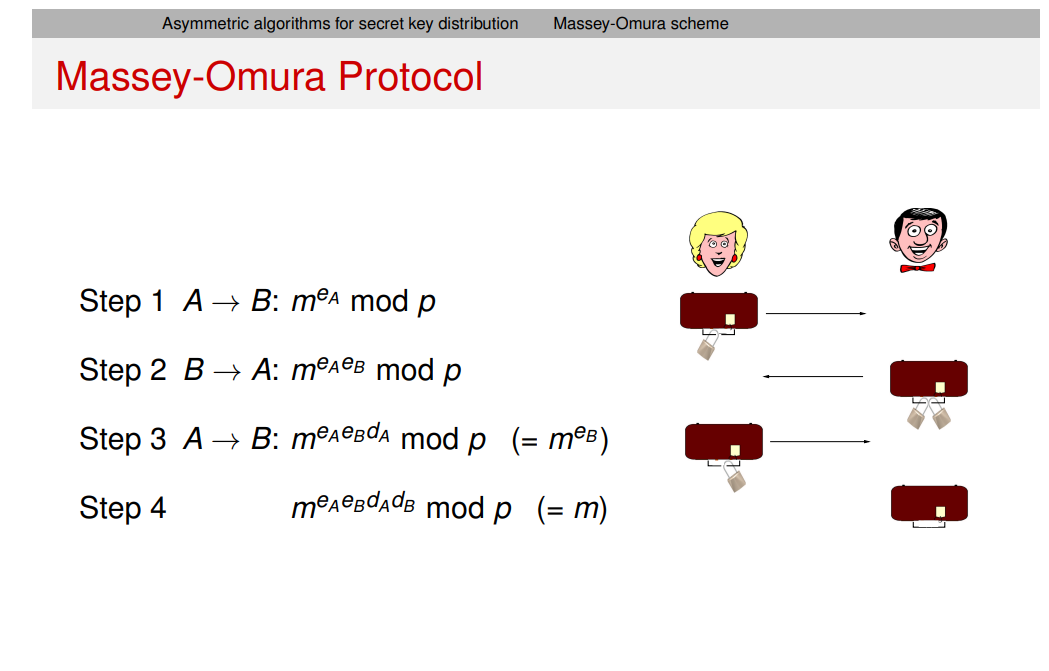 Asymmetric algorithms for secret key distribution Massey-Omura scheme
Massey-Omura Protocol
Step 1 A → B: m^{e_A} mod p
Step 2 B → A: m^{e_A e_B} mod p
Step 3 A → B: m^{e_A e_B d_A} mod p (= m^{e_B})
Step 4 m^{e_A e_B d_A d_B} mod p (= m)